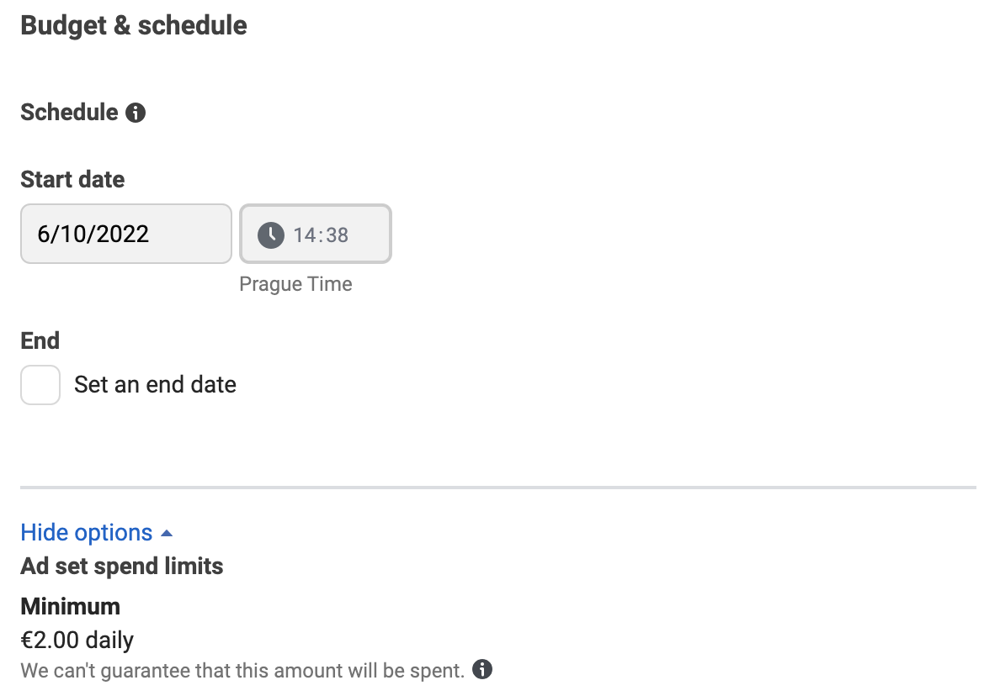 Budget & schedule
Schedule
Start date
6/10/2022 14:38
Prague Time
End
Set an end date
Hide options
Ad set spend limits
Minimum
€2.00 daily
We can't guarantee that this amount will be spent.